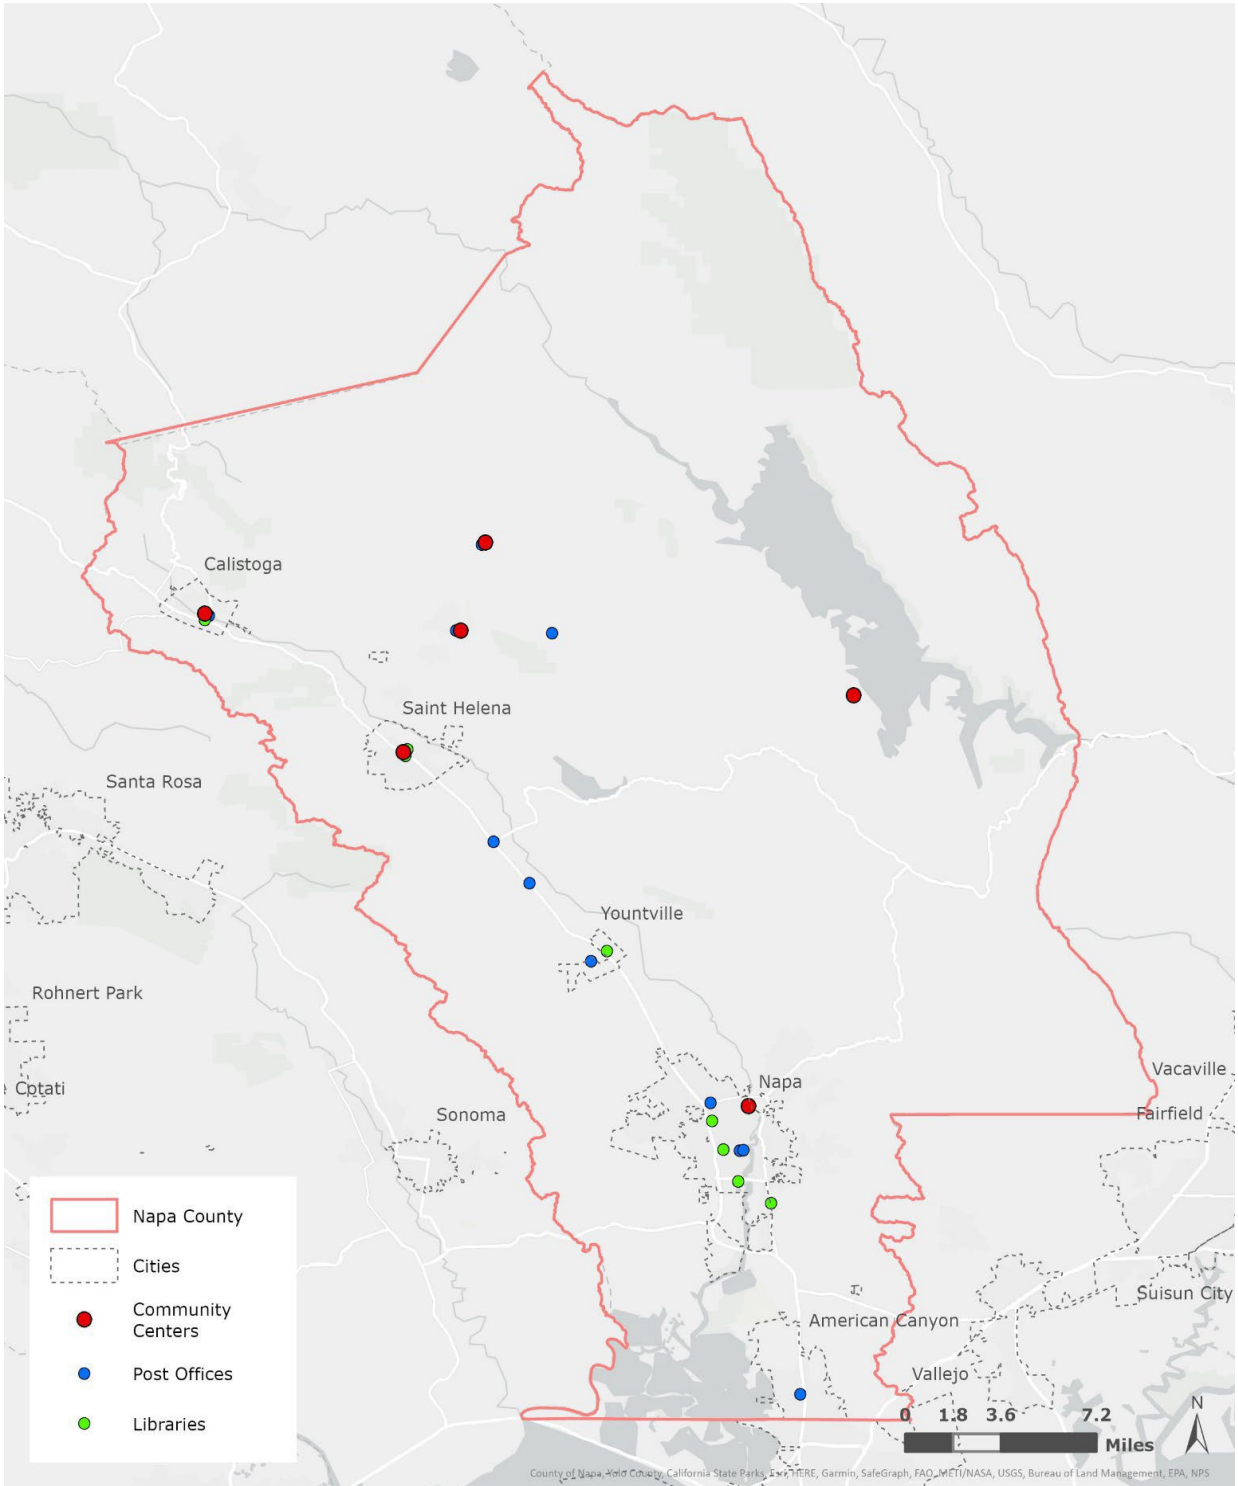 Calistoga
Saint Helena
Santa Rosa
Yountville
Rohnert Park
Cotati
Napa
Vacaville
Fairfield
Sonoma
Suisun City
American Canyon
Vallejo
Napa County
Cities
Community
Centers
Post Offices
Libraries
0 1.8 3.6 7.2
Miles
N
County of Napa, Yolo County, California State Parks, Esri, HERE, Garmin, SafeGraph, FAO, METI/NASA, USGS, Bureau of Land Management, EPA, NPS